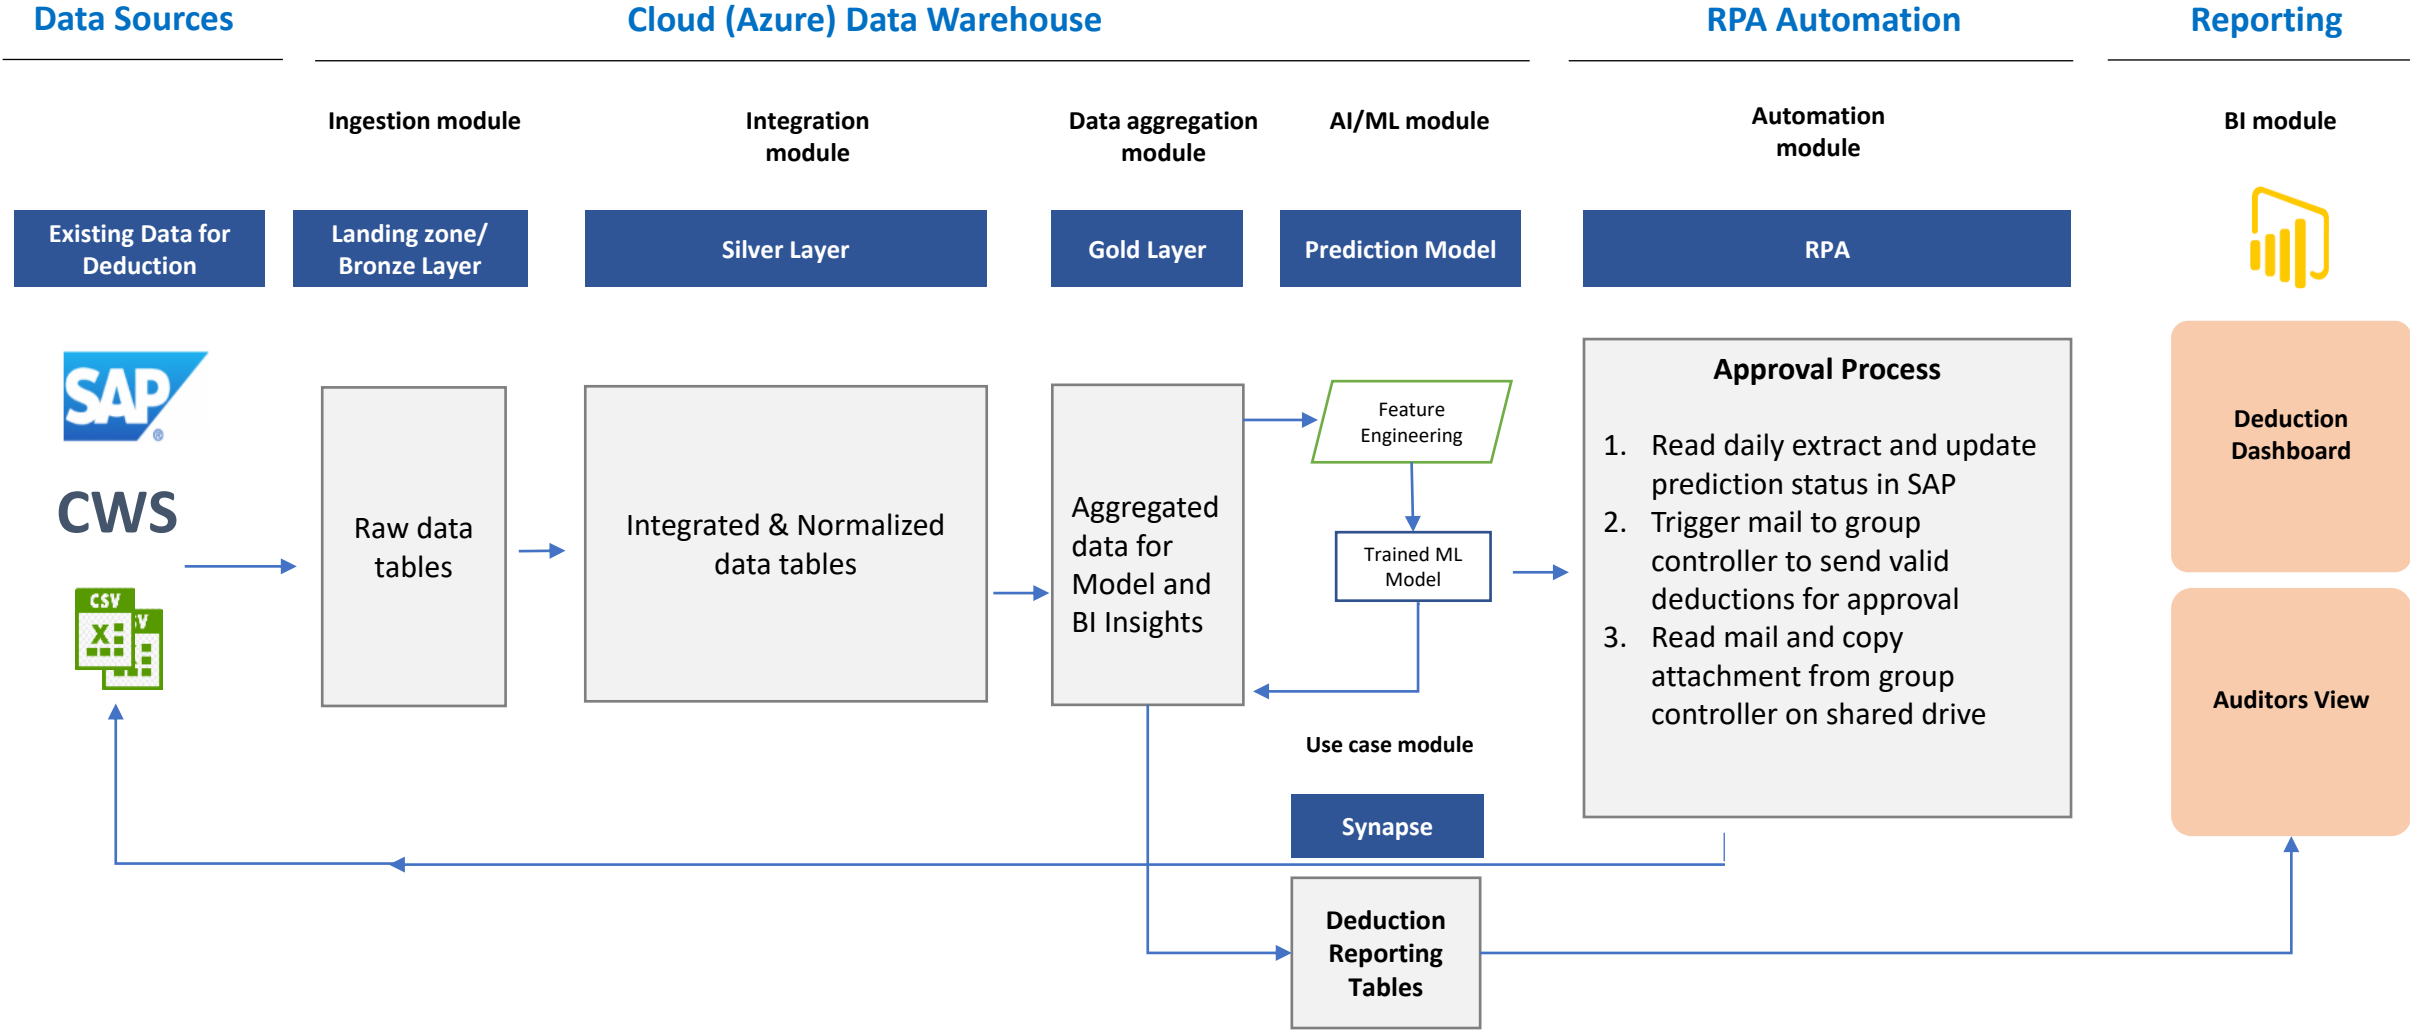 Data Sources
Cloud (Azure) Data Warehouse
RPA Automation
Reporting
Ingestion module
Integration
module
Data aggregation
module
AI/ML module
Automation
module
BI module
Existing Data for
Deduction
Landing zone/
Bronze Layer
Silver Layer
Gold Layer
Prediction Model
RPA
SAP
®
CWS
CSV
X
V
Raw data
tables
Integrated & Normalized
data tables
Aggregated
data for
Model and
BI Insights
Feature
Engineering
Trained ML
Model
Approval Process
1. Read daily extract and update
prediction status in SAP
2. Trigger mail to group
controller to send valid
deductions for approval
3. Read mail and copy
attachment from group
controller on shared drive
Deduction
Dashboard
Auditors View
Use case module
Synapse
Deduction
Reporting
Tables